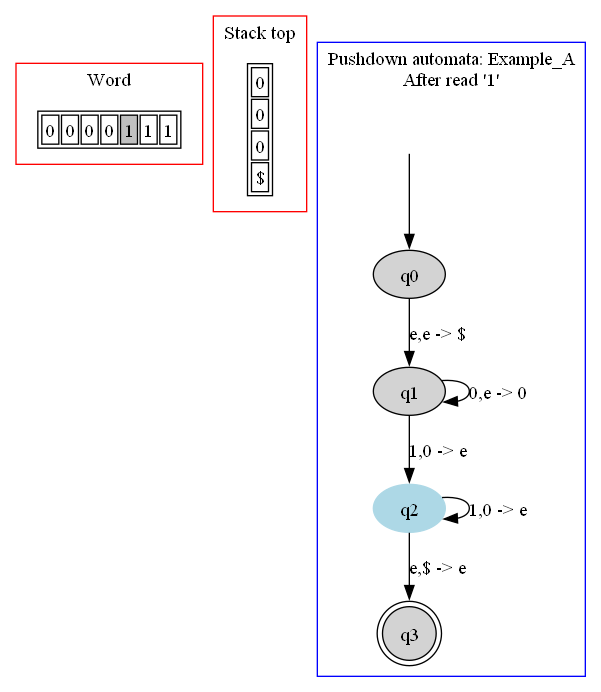 Word
0 0 0 0 1 1 1
Stack top
0
0
0
$
Pushdown automata: Example_A
After read '1'
q0
e,e -> $
q1
0,e -> 0
1,0 -> e
q2
1,0 -> e
e,$ -> e
q3